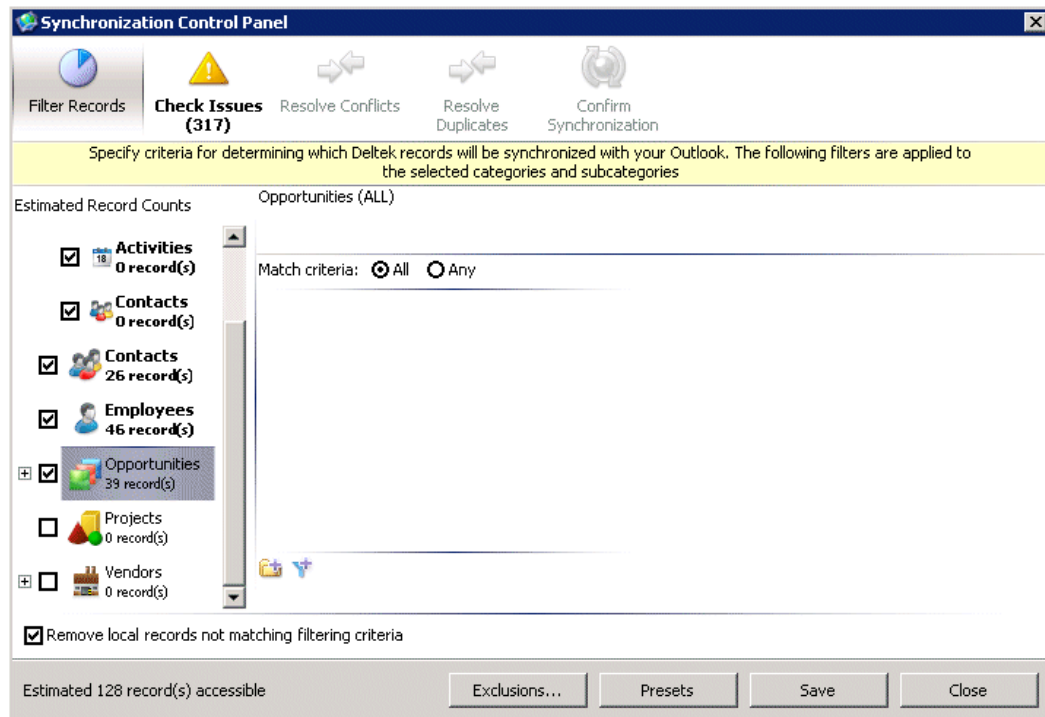 Synchronization Control Panel
Filter Records
Check Issues
(317)
Resolve Conflicts
Resolve
Duplicates
Confirm
Synchronization
Specify criteria for determining which Deltek records will be synchronized with your Outlook. The following filters are applied to
the selected categories and subcategories
Estimated Record Counts
Opportunities (ALL)
Match criteria: All Any
18
Activities
0 record(s)
Contacts
0 record(s)
Contacts
26 record(s)
Employees
46 record(s)
Opportunities
39 record(s)
Projects
0 record(s)
Vendors
0 record(s)
Remove local records not matching filtering criteria
Estimated 128 record(s) accessible
Exclusions...
Presets
Save
Close